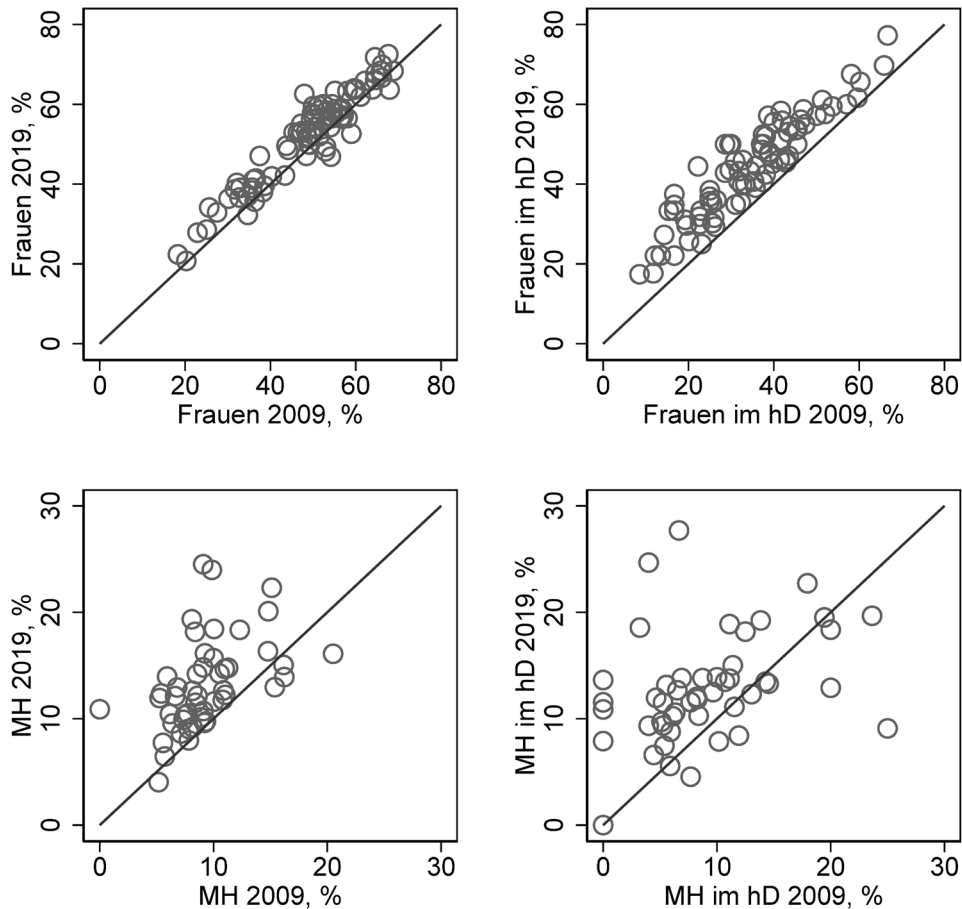 Frauen 2019, %
80
60
40
20
0
0 20 40 60 80
Frauen 2009, %
Frauen im hD 2019, %
80
60
40
20
0
0 20 40 60 80
Frauen im hD 2009, %
MH 2019, %
30
20
10
0
0 10 20 30
MH 2009, %
MH im hD 2019, %
30
20
10
0
0 10 20 30
MH im hD 2009, %